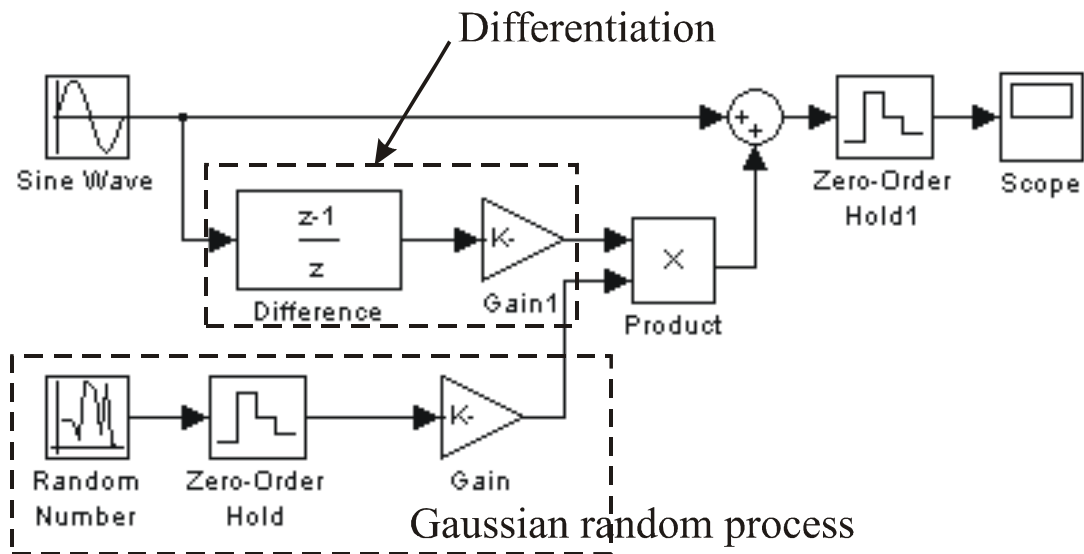 Differentiation
Sine Wave
+
+
Zero-Order
Hold1
Scope
z-1
z
Difference
K-
Gain1
×
Product
Random
Number
Zero-Order
Hold
K-
Gain
Gaussian random process